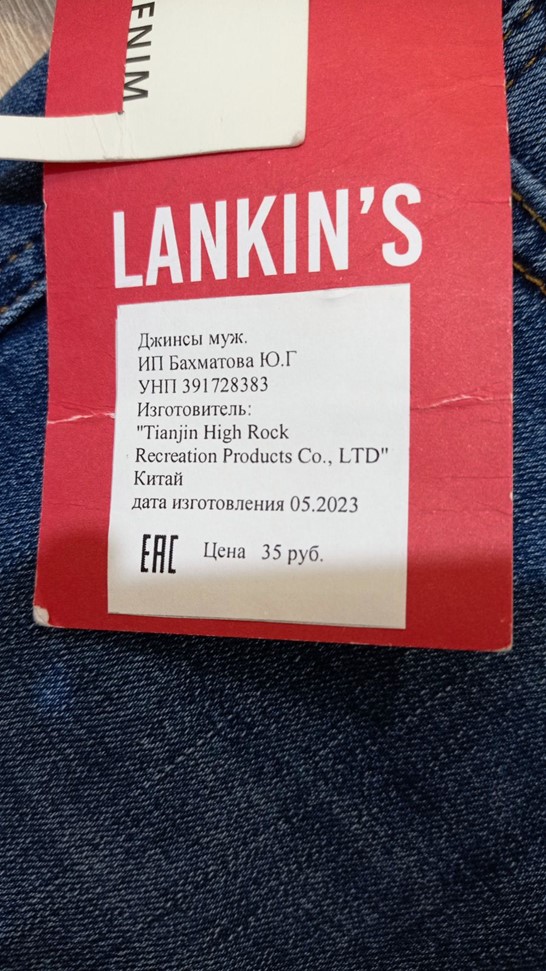 ENIM
LANKIN'S
Джинсы муж.
ИП Бахматова Ю.Г
УНП 391728383
Изготовитель:
"Tianjin High Rock
Recreation Products Co., LTD"
Китай
дата изготовления 05.2023
EAC Цена 35 руб.